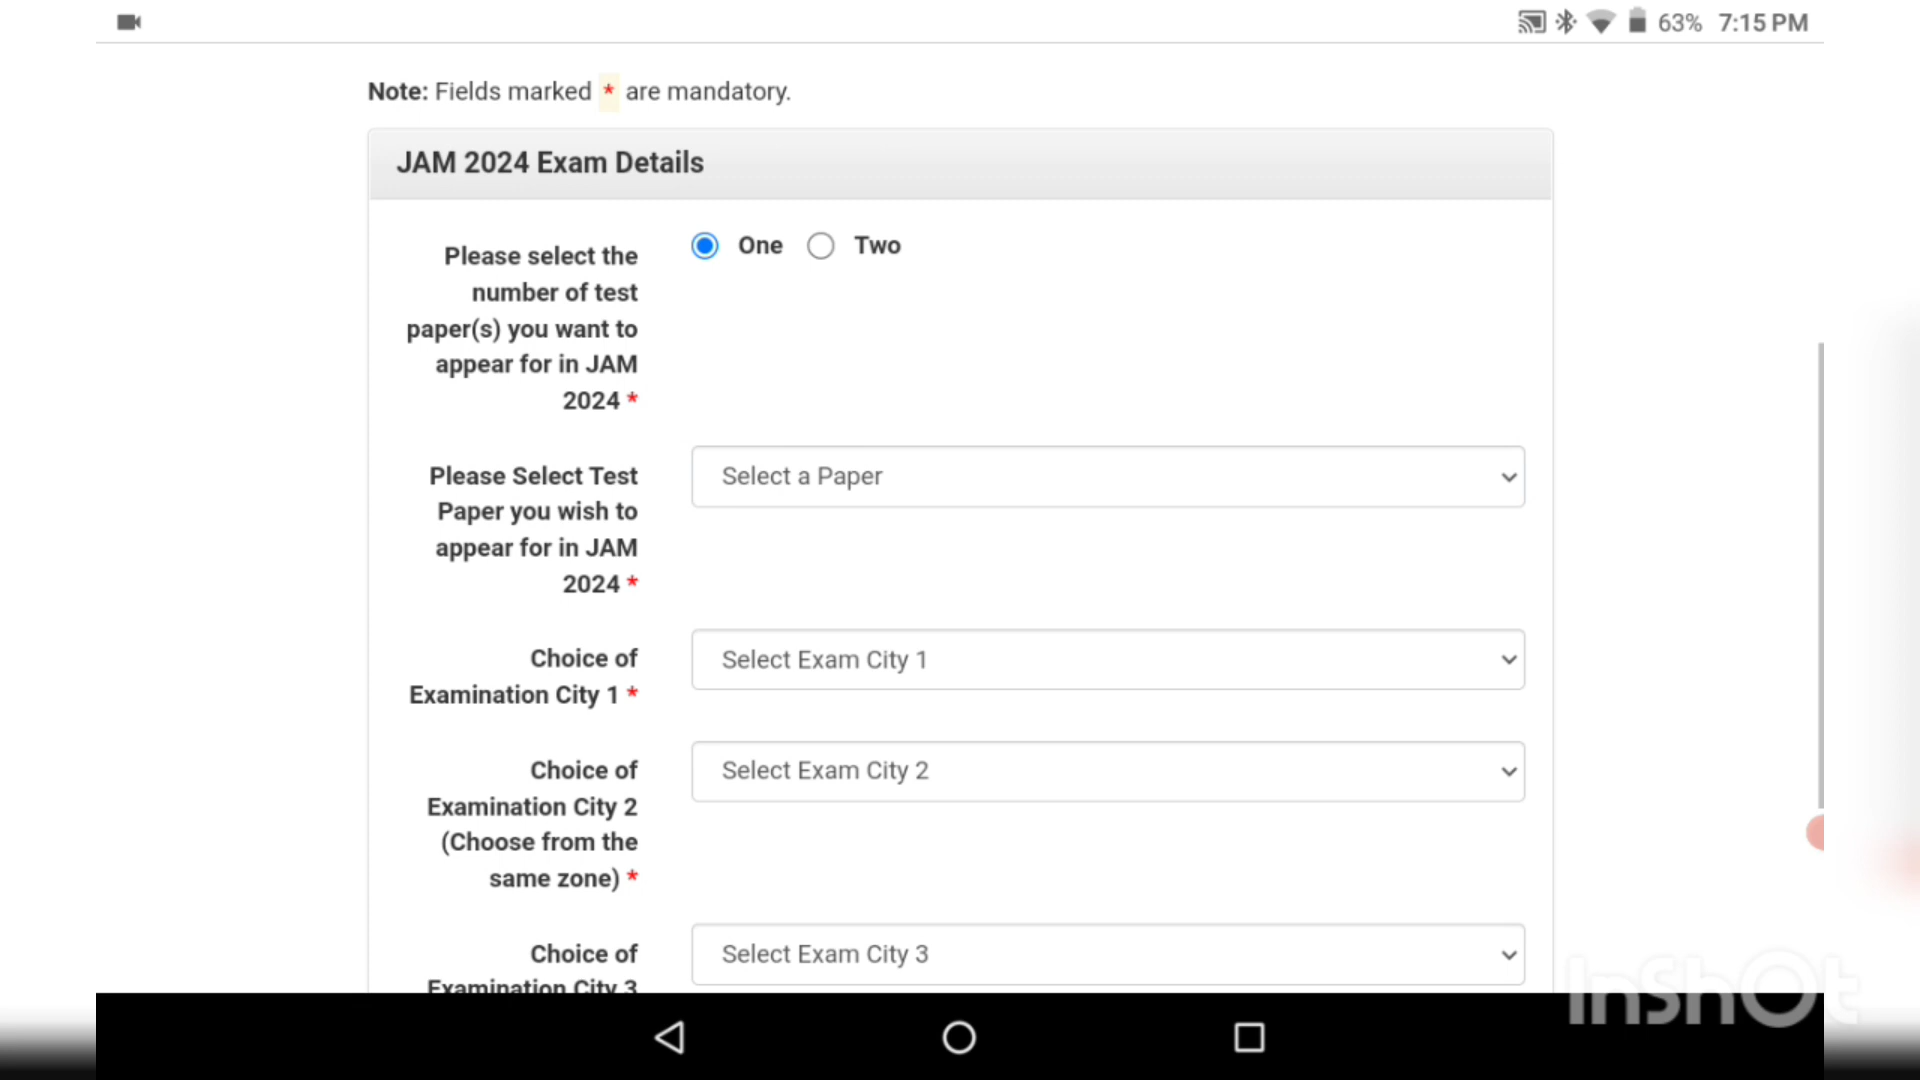 63% 7:15 PM
Note: Fields marked * are mandatory.
JAM 2024 Exam Details
Please select the
number of test
paper(s) you want to
appear for in JAM
2024 *
One Two
Please Select Test
Paper you wish to
appear for in JAM
2024 *
Select a Paper
Choice of
Examination City 1 *
Select Exam City 1
Choice of
Examination City 2
(Choose from the
same zone) *
Select Exam City 2
Choice of
Examination City 3
Select Exam City 3
InShOt